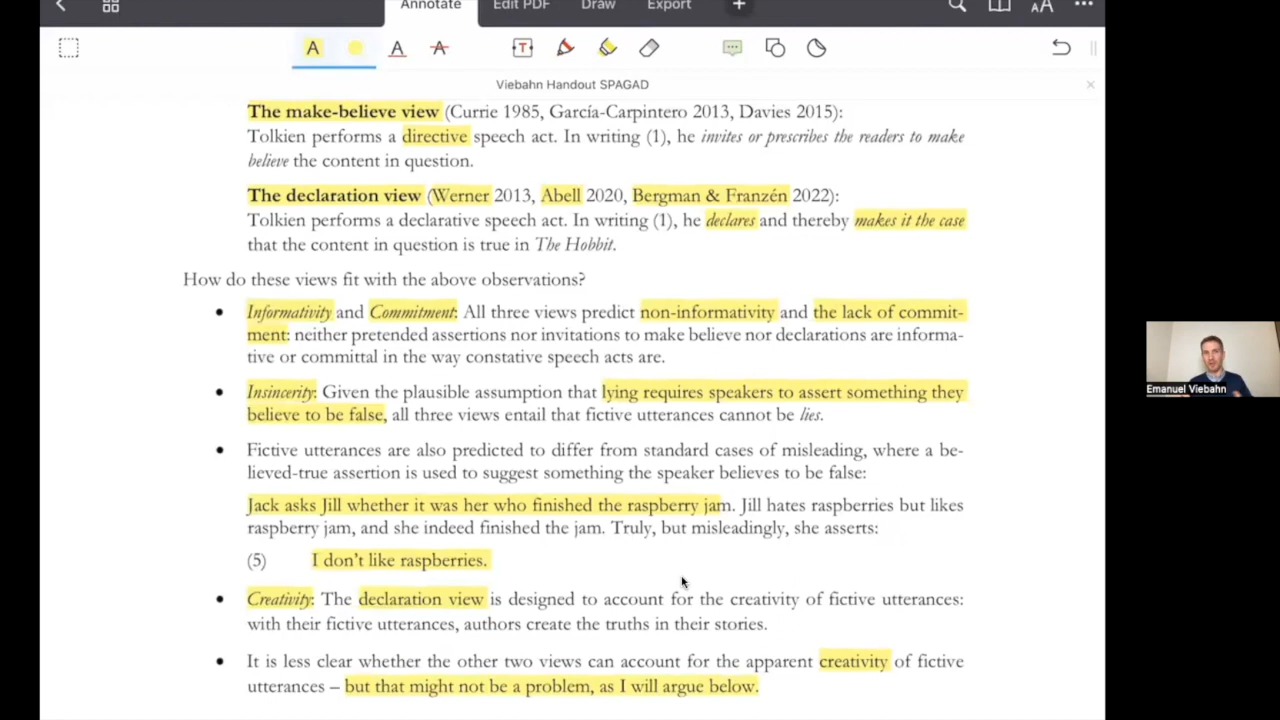 Annotate Edit PDF Draw Export +
Viebahn Handout SPAGAD
The make-believe view (Currie 1985, García-Carpintero 2013, Davies 2015):
Tolkien performs a directive speech act. In writing (1), he invites or prescribes the readers to make
believe the content in question.
The declaration view (Werner 2013, Abell 2020, Bergman & Franzén 2022):
Tolkien performs a declarative speech act. In writing (1), he declares and thereby makes it the case
that the content in question is true in The Hobbit.
How do these views fit with the above observations?
• Informativity and Commitment: All three views predict non-informativity and the lack of commit-
ment: neither pretended assertions nor invitations to make believe nor declarations are informa-
tive or committal in the way constative speech acts are.
• Insincerity: Given the plausible assumption that lying requires speakers to assert something they
believe to be false, all three views entail that fictive utterances cannot be lies.
• Fictive utterances are also predicted to differ from standard cases of misleading, where a be-
lieved-true assertion is used to suggest something the speaker believes to be false:
Jack asks Jill whether it was her who finished the raspberry jam. Jill hates raspberries but likes
raspberry jam, and she indeed finished the jam. Truly, but misleadingly, she asserts:
(5) I don't like raspberries.
• Creativity: The declaration view is designed to account for the creativity of fictive utterances:
with their fictive utterances, authors create the truths in their stories.
• It is less clear whether the other two views can account for the apparent creativity of fictive
utterances – but that might not be a problem, as I will argue below.
Emanuel Viebahn